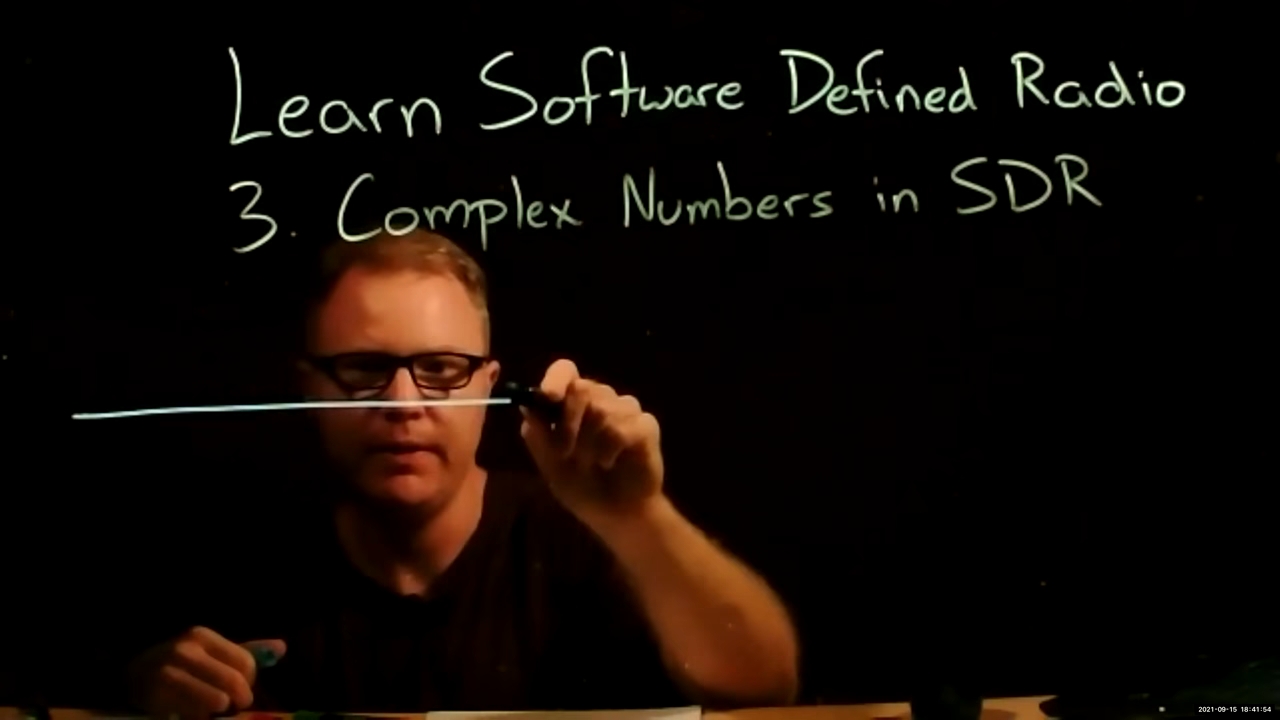 Learn Software Defined Radio
3. Complex Numbers in SDR
2021-09-15 18:41:54